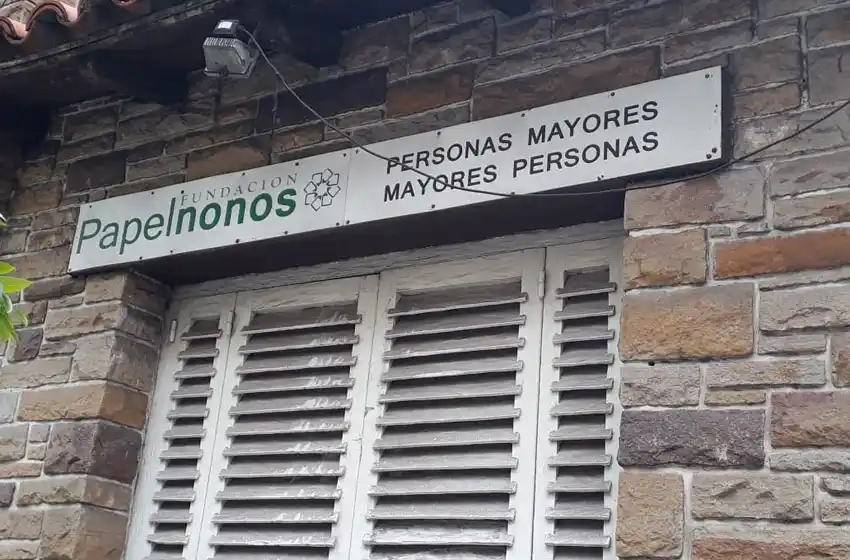 FUNDACION
Papelnonos
PERSONAS MAYORES
MAYORES PERSONAS